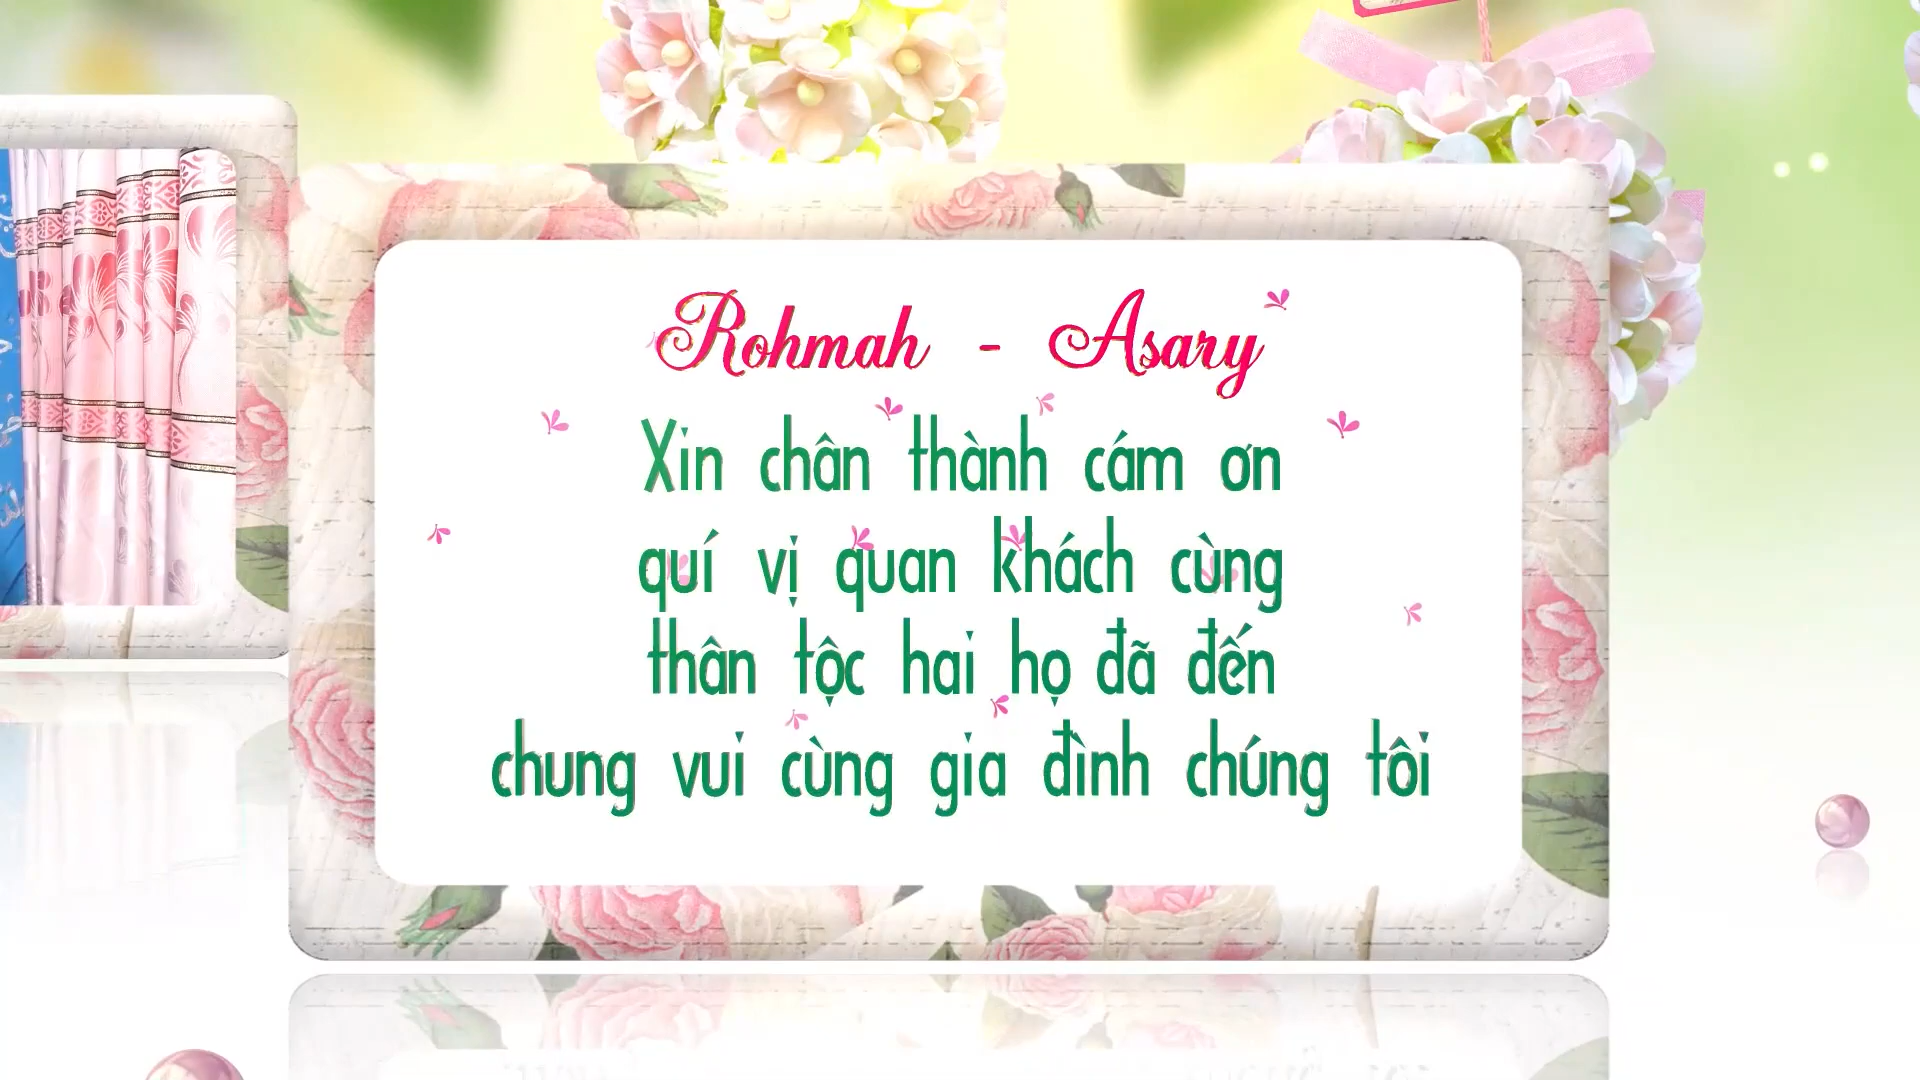 Rohmah - Asary
Xin chân thành cám ơn
quí vị quan khách cùng
thân tộc hai họ đã đến
chung vui cùng gia đình chúng tôi